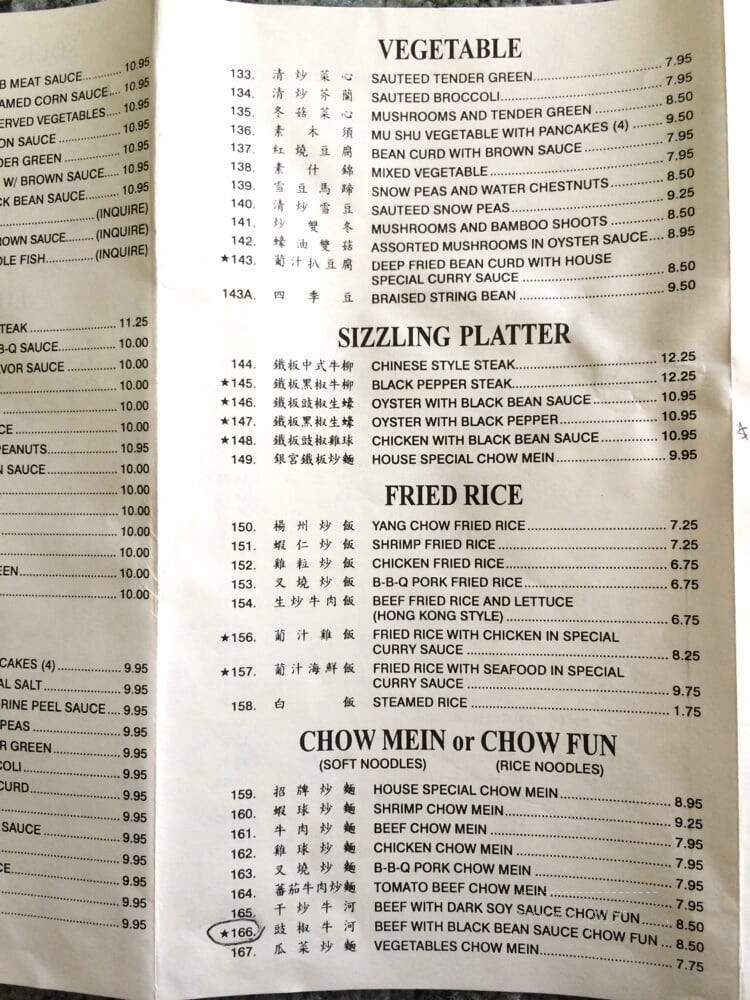 B MEAT SAUCE............ 10.95
AMED CORN SAUCE.... 10.95
ERVED VEGETABLES..... 10.95
ON SAUCE ................. 10.95
DER GREEN ................ 10.95
W/ BROWN SAUCE...... 10.95
CK BEAN SAUCE.......... 10.95
(INQUIRE)
ROWN SAUCE........ (INQUIRE)
OLE FISH.............. (INQUIRE)
TEAK ...................... 11.25
B-Q SAUCE................. 10.00
VOR SAUCE ............... 10.00
10.00
10.00
CE ........................... 10.00
PEANUTS.................. 10.95
N SAUCE .................. 10.00
10.00
10.00
10.00
10.00
EEN......................... 10.00
10.00
CAKES (4) ................. 9.95
AL SALT..................... 9.95
RINE PEEL SAUCE.... 9.95
PEAS ........................ 9.95
R GREEN................... 9.95
COLI.......................... 9.95
CURD........................ 9.95
9.95
SAUCE ..................... 9.95
9.95
CE............................ 9.95
9.95
9.95
VEGETABLE
133. 清炒菜心 SAUTEED TENDER GREEN........................ 7.95
134. 清炒芥蘭 SAUTEED BROCCOLI............................. 7.95
135. 冬菇菜心 MUSHROOMS AND TENDER GREEN ............ 8.50
136. 素木須 MU SHU VEGETABLE WITH PANCAKES (4) ...... 9.50
137. 紅燒豆腐 BEAN CURD WITH BROWN SAUCE............... 7.95
138. 素什錦 MIXED VEGETABLE.............................. 7.95
139. 雪豆馬蹄 SNOW PEAS AND WATER CHESTNUTS........... 8.50
140. 清炒雪豆 SAUTEED SNOW PEAS............................ 9.25
141. 炒雙冬 MUSHROOMS AND BAMBOO SHOOTS ........... 8.50
142. 蠔油雙菇 ASSORTED MUSHROOMS IN OYSTER SAUCE.... 8.95
★143. 葡汁扒豆腐 DEEP FRIED BEAN CURD WITH HOUSE
SPECIAL CURRY SAUCE ............................ 8.50
143A. 四季豆 BRAISED STRING BEAN ........................... 9.50
SIZZLING PLATTER
144. 鐵板中式牛柳 CHINESE STYLE STEAK............................ 12.25
★145. 鐵板黑椒牛柳 BLACK PEPPER STEAK............................ 12.25
★146. 鐵板豉椒生蠔 OYSTER WITH BLACK BEAN SAUCE .............. 10.95
★147. 鐵板黑椒生蠔 OYSTER WITH BLACK PEPPER..................... 10.95
★148. 鐵板豉椒雞球 CHICKEN WITH BLACK BEAN SAUCE ............ 10.95
149. 銀宮鐵板炒麵 HOUSE SPECIAL CHOW MEIN...................... 9.95
FRIED RICE
150. 楊州炒飯 YANG CHOW FRIED RICE.......................... 7.25
151. 蝦仁炒飯 SHRIMP FRIED RICE ............................... 7.25
152. 雞粒炒飯 CHICKEN FRIED RICE.............................. 6.75
153. 叉燒炒飯 B-B-Q PORK FRIED RICE.......................... 6.75
154. 生炒牛肉飯 BEEF FRIED RICE AND LETTUCE
(HONG KONG STYLE) .............................. 6.75
★156. 葡汁雞飯 FRIED RICE WITH CHICKEN IN SPECIAL
CURRY SAUCE ...................................... 8.25
★157. 葡汁海鮮飯 FRIED RICE WITH SEAFOOD IN SPECIAL
CURRY SAUCE ...................................... 9.75
158. 白飯 STEAMED RICE ..................................... 1.75
CHOW MEIN or CHOW FUN
(SOFT NOODLES) (RICE NOODLES)
159. 招牌炒麵 HOUSE SPECIAL CHOW MEIN..................... 8.95
160. 蝦球炒麵 SHRIMP CHOW MEIN................................ 9.25
161. 牛肉炒麵 BEEF CHOW MEIN .................................. 7.95
162. 雞球炒麵 CHICKEN CHOW MEIN ............................. 7.95
163. 叉燒炒麵 B-B-Q PORK CHOW MEIN ......................... 7.95
164. 蕃茄牛肉炒麵 TOMATO BEEF CHOW MEIN ...................... 7.95
165. 干炒牛河 BEEF WITH DARK SOY SAUCE CHOW FUN....... 8.50
★166. 豉椒牛河 BEEF WITH BLACK BEAN SAUCE CHOW FUN ... 8.50
167. 瓜菜炒麵 VEGETABLES CHOW MEIN........................ 7.75